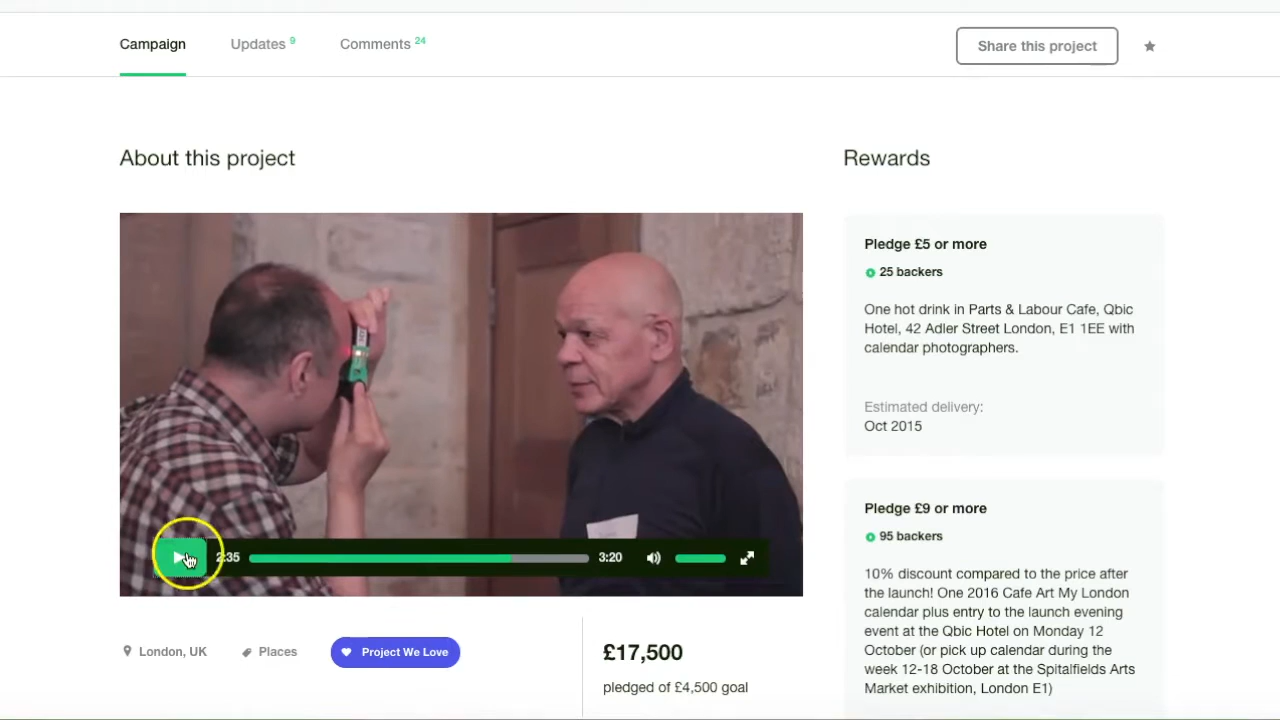 Campaign
Updates 9
Comments 24
Share this project
About this project
Rewards
Pledge £5 or more
25 backers
One hot drink in Parts & Labour Cafe, Qbic
Hotel, 42 Adler Street London, E1 1EE with
calendar photographers.
Estimated delivery:
Oct 2015
2:35
3:20
Pledge £9 or more
95 backers
10% discount compared to the price after
the launch! One 2016 Cafe Art My London
calendar plus entry to the launch evening
event at the Qbic Hotel on Monday 12
October (or pick up calendar during the
week 12-18 October at the Spitalfields Arts
Market exhibition, London E1)
London, UK
Places
Project We Love
£17,500
pledged of £4,500 goal